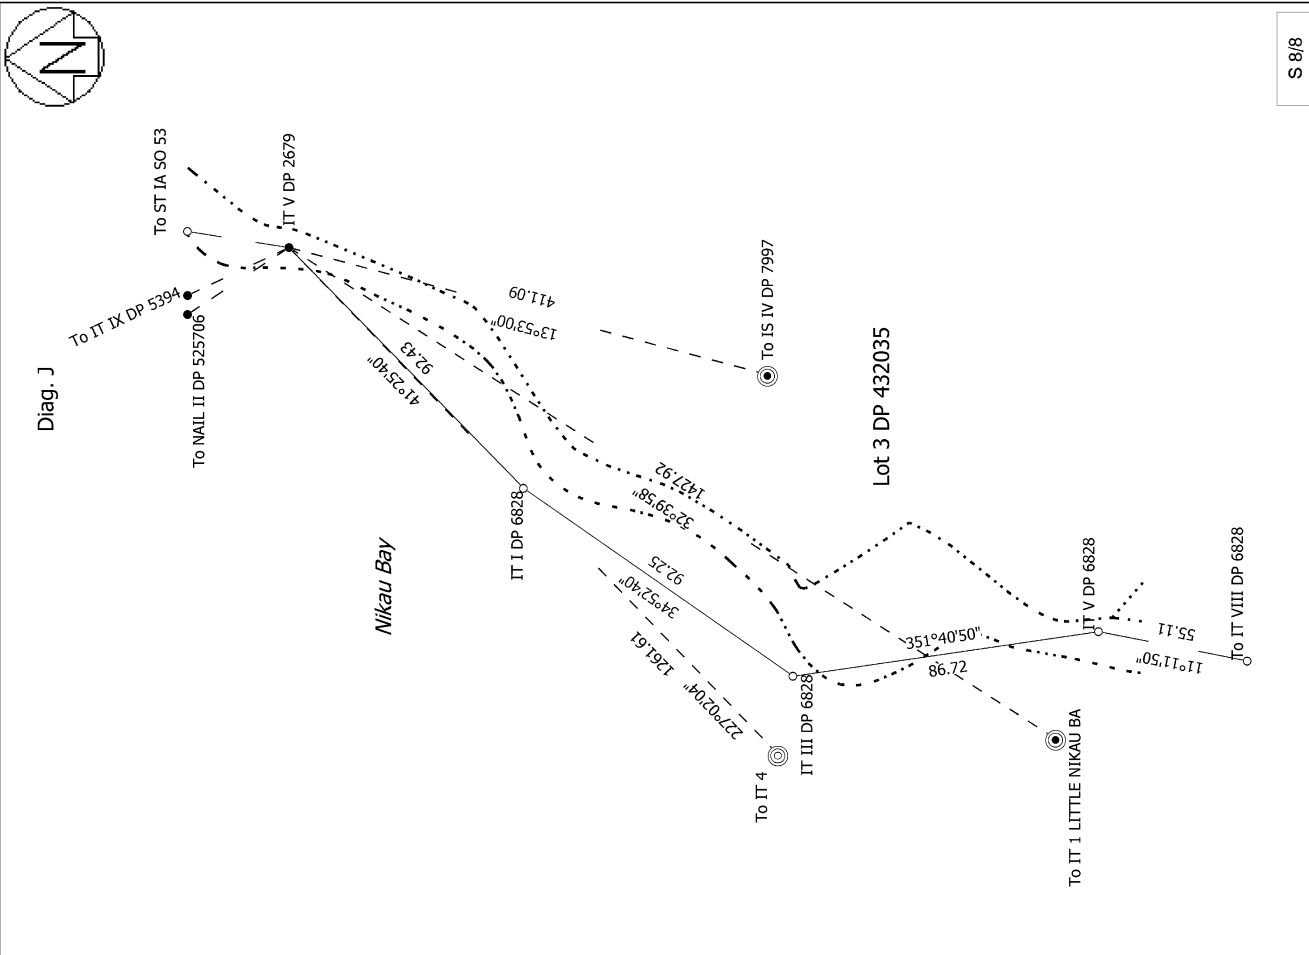 N
S 8/8
Diag. J
To ST IA SO 53
IT V DP 2679
To IT IX DP 5394
To NAIL II DP 525706
411.09
13°53'00"
To IS IV DP 7997
92.43
41°25'40"
Lot 3 DP 432035
1427.92
32°39'58"
Nikau Bay
IT I DP 6828
92.25
34°52'40"
1261.61
227°02'04"
To IT 4
IT III DP 6828
351°40'50"
86.72
IT V DP 6828
55.11
11°11'50"
To IT VIII DP 6828
To IT 1 LITTLE NIKAU BA